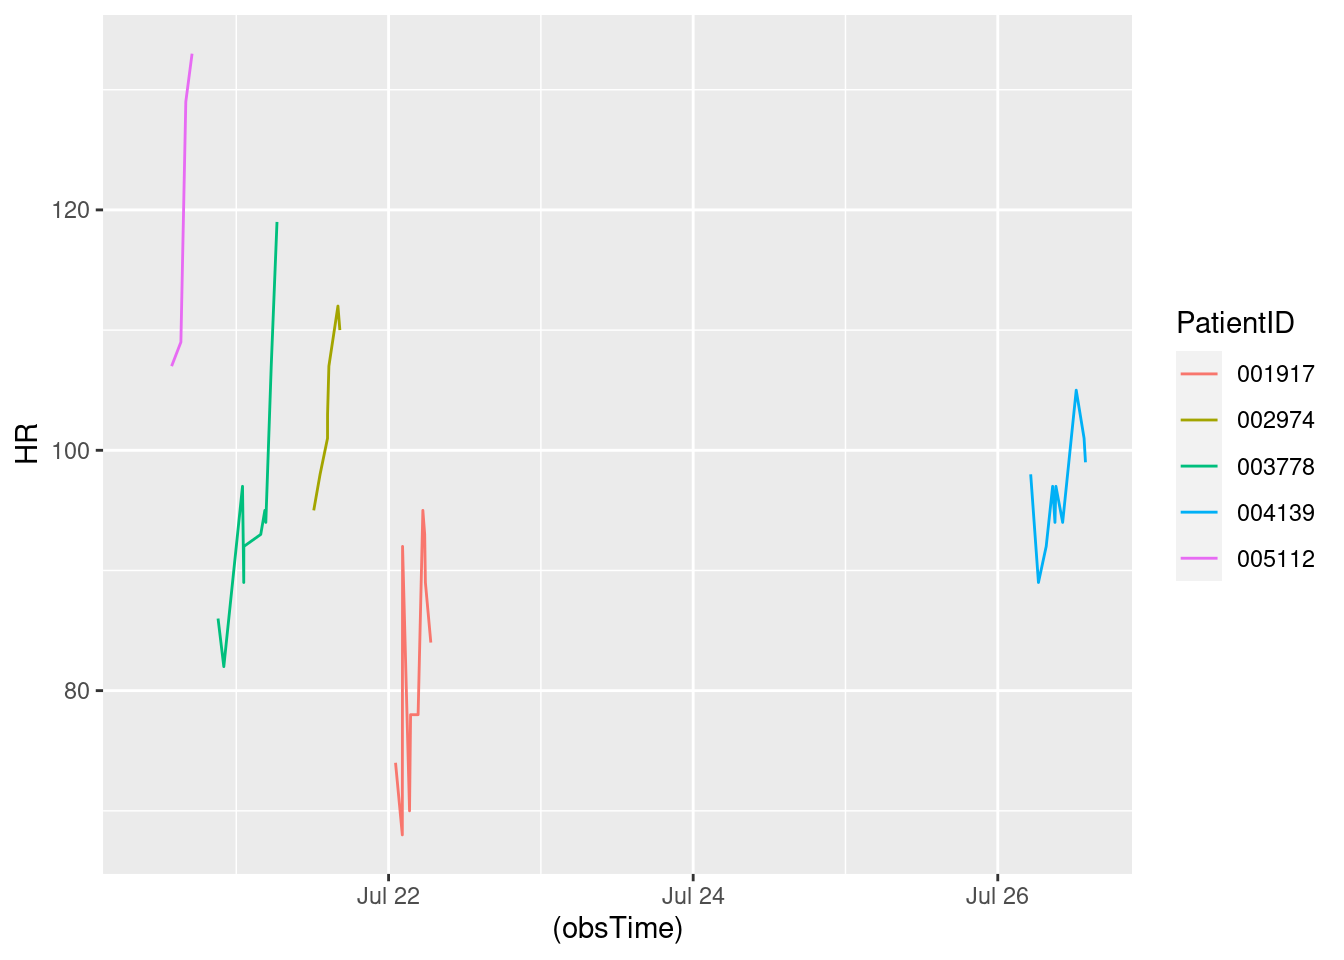 120
100
80
HR
Jul 22
Jul 24
Jul 26
(obsTime)
PatientID
001917
002974
003778
004139
005112